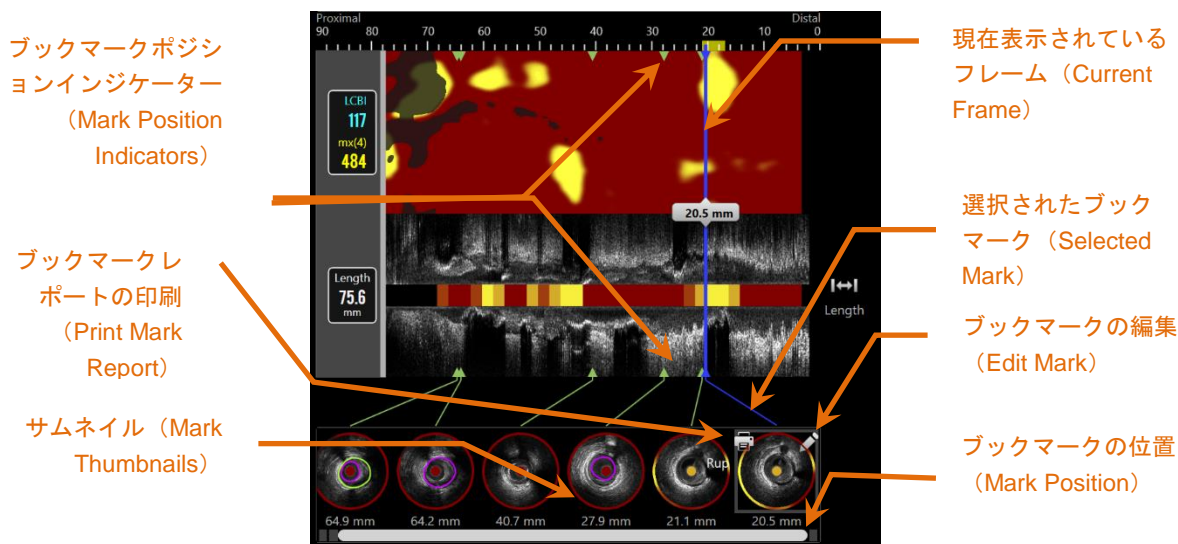 ブックマークポジシ
ョンインジケーター
（Mark Position
Indicators）
ブックマークレ
ポートの印刷
（Print Mark
Report）
サムネイル（Mark
Thumbnails）
Proximal
Distal
90 80 70 60 50 40 30 20 10 0
LCBI
117
mx(4)
484
20.5 mm
Length
75.6
mm
Length
Rup
64.9 mm 64.2 mm 40.7 mm 27.9 mm 21.1 mm 20.5 mm
現在表示されている
フレーム（Current
Frame）
選択されたブック
マーク（Selected
Mark）
ブックマークの編集
（Edit Mark）
ブックマークの位置
（Mark Position）